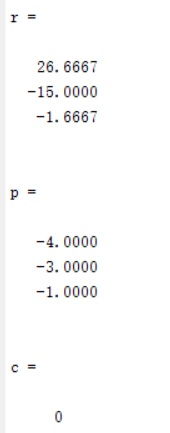 r =
26.6667
-15.0000
-1.6667
p =
-4.0000
-3.0000
-1.0000
c =
0